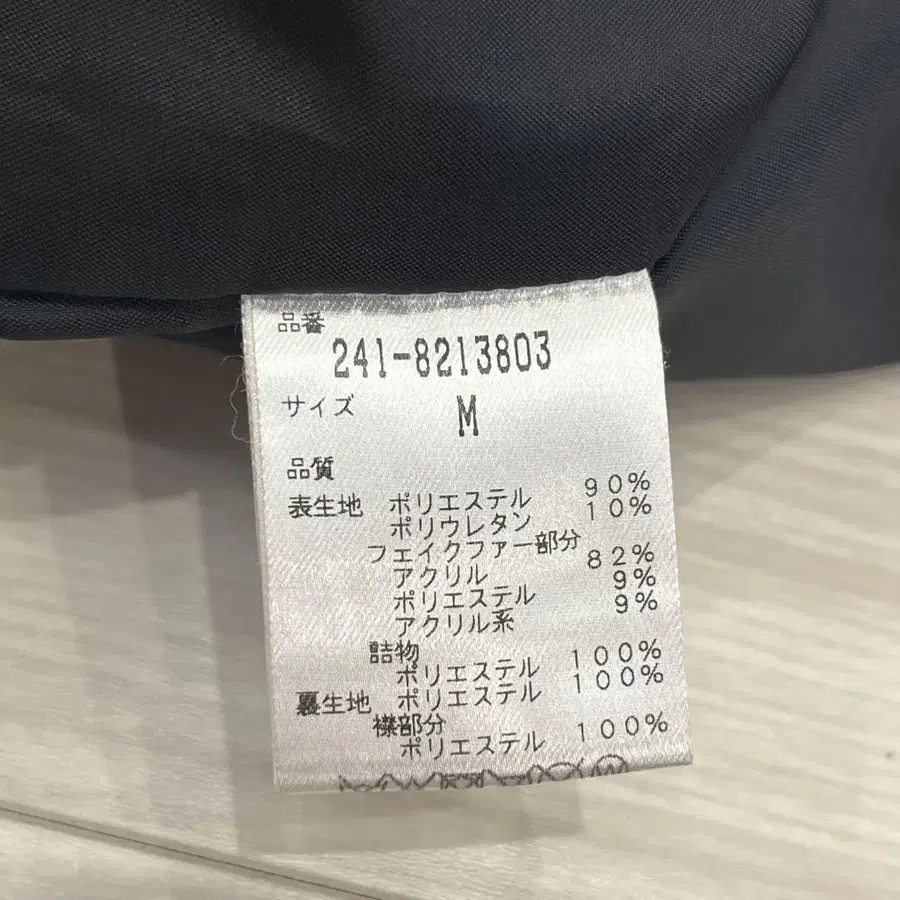 品番
241-8213803
サイズ
M
品質
表生地 ポリエステル 90%
ポリウレタン 10%
フェイクファー部分
アクリル 82%
ポリエステル 9%
アクリル系 9%
詰物
ポリエステル 100%
裏生地 ポリエステル 100%
襟部分
ポリエステル 100%